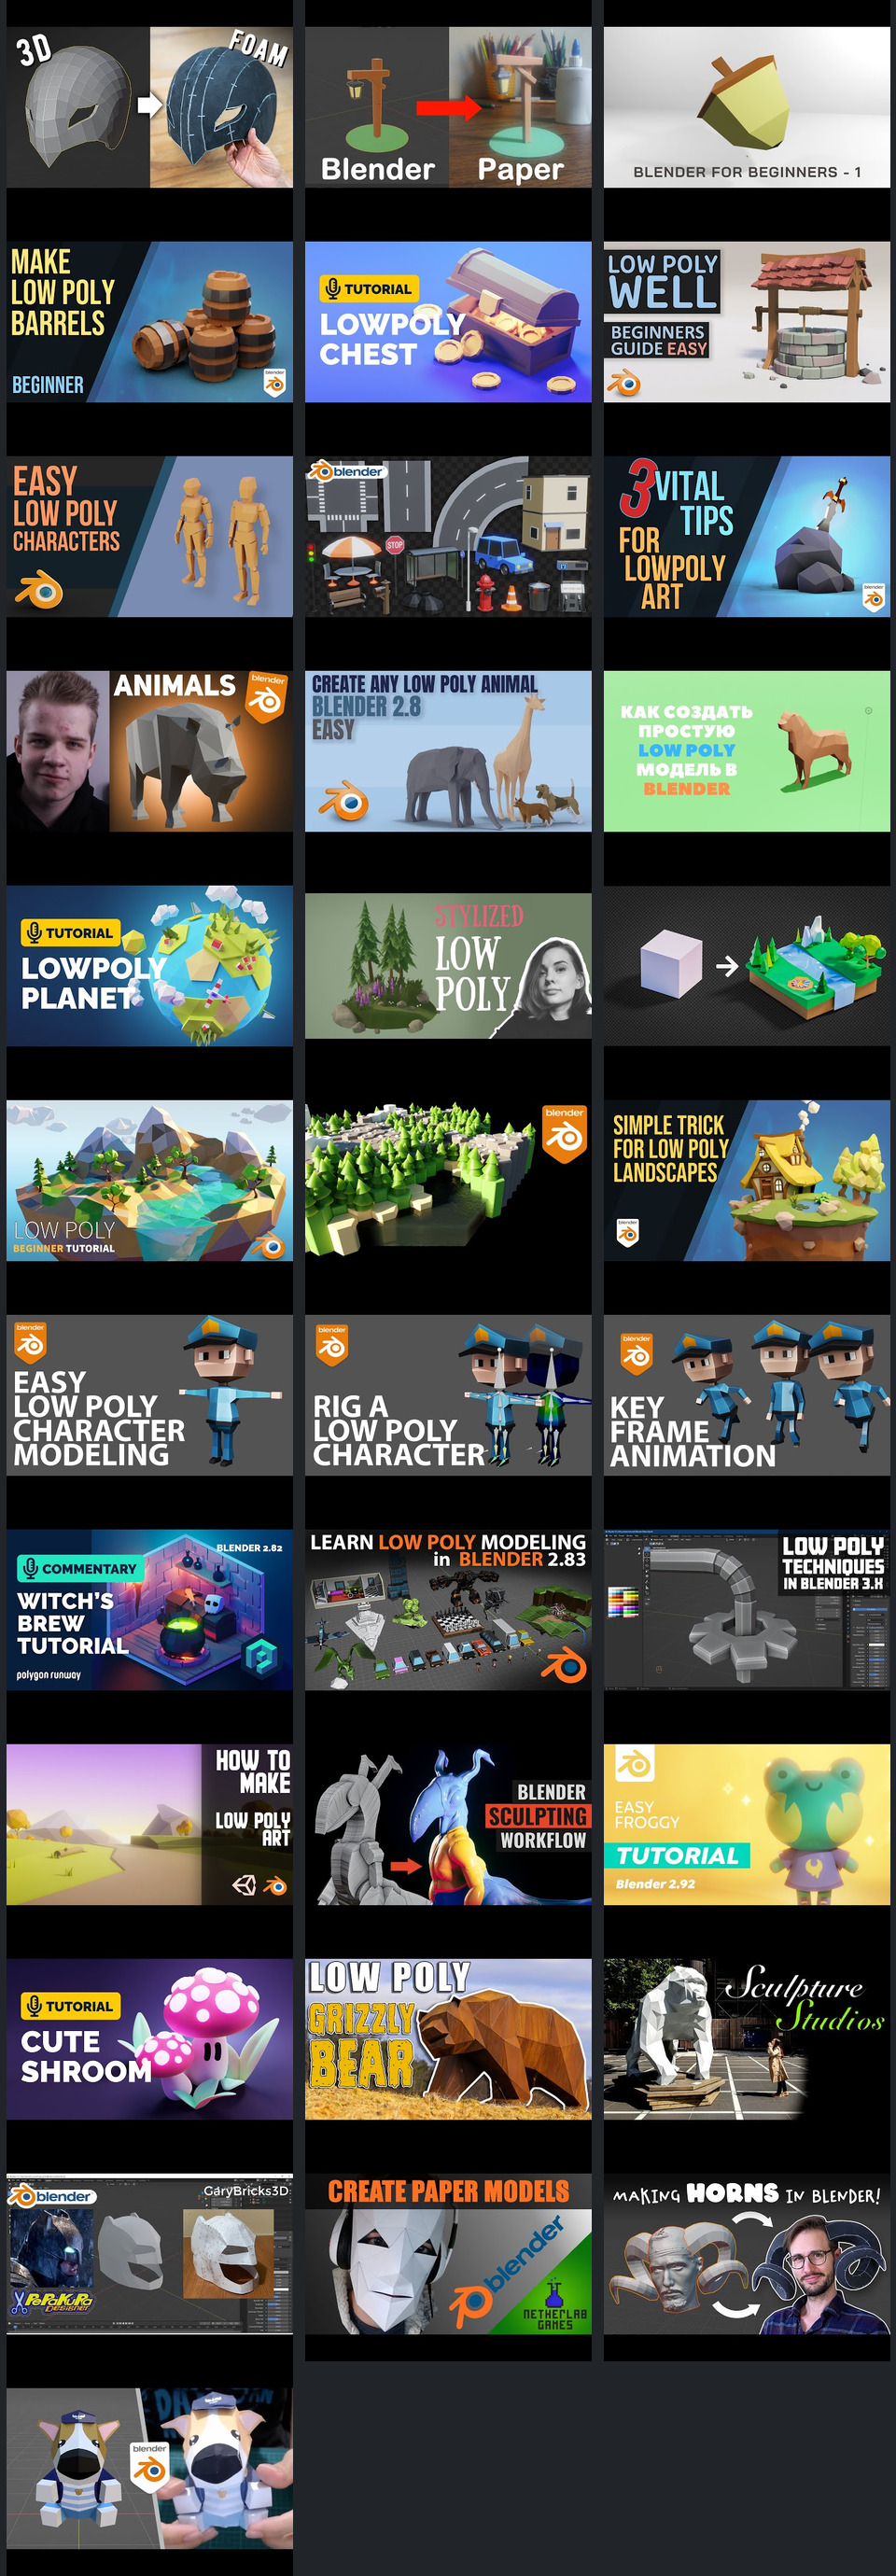 3D
FOAM
Blender
Paper
BLENDER FOR BEGINNERS - 1
MAKE
LOW POLY
BARRELS
BEGINNER
TUTORIAL
LOWPOLY
CHEST
LOW POLY
WELL
BEGINNERS
GUIDE EASY
EASY
LOW POLY
CHARACTERS
blender
STOP
3 VITAL
TIPS
FOR
LOWPOLY
ART
ANIMALS
blender
CREATE ANY LOW POLY ANIMAL
BLENDER 2.8
EASY
КАК СОЗДАТЬ
ПРОСТУЮ
LOW POLY
МОДЕЛЬ В
BLENDER
TUTORIAL
LOWPOLY
PLANET
STYLIZED
LOW
POLY
LOW POLY
BEGINNER TUTORIAL
blender
SIMPLE TRICK
FOR LOW POLY
LANDSCAPES
blender
blender
EASY
LOW POLY
CHARACTER
MODELING
blender
RIG A
LOW POLY
CHARACTER
blender
KEY
FRAME
ANIMATION
BLENDER 2.82
COMMENTARY
WITCH'S
BREW
TUTORIAL
polygon runway
LEARN LOW POLY MODELING
in BLENDER 2.83
LOW POLY
TECHNIQUES
IN BLENDER 3.X
HOW TO
MAKE
LOW POLY
ART
BLENDER
SCULPTING
WORKFLOW
EASY
FROGGY
TUTORIAL
Blender 2.92
TUTORIAL
CUTE
SHROOM
LOW POLY
GRIZZLY
BEAR
Sculpture
Studios
blender
GaryBricks3D
PePaKuRa
Designer
CREATE PAPER MODELS
blender
NETHERLAB
GAMES
MAKING HORNS IN BLENDER!
blender